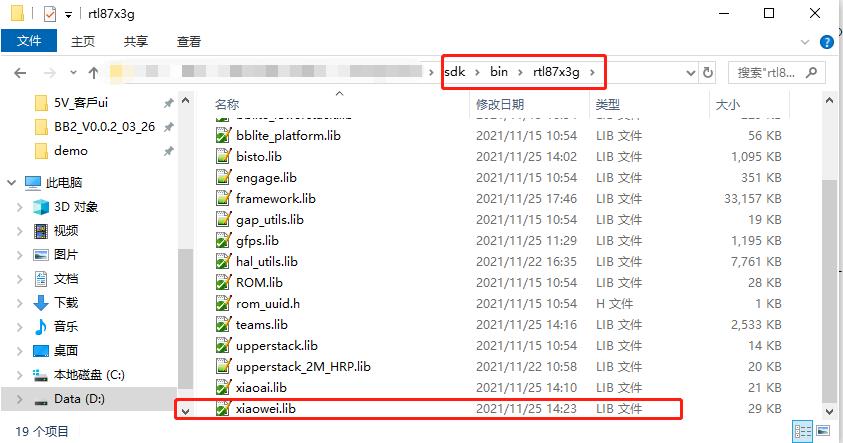 rtl87x3g
文件 主页 共享 查看
sdk bin rtl87x3g 搜索"rtl8...
5V_客戶ui
BB2_V0.0.2_03_26
demo
此电脑
3D 对象
视频
图片
文档
下载
音乐
桌面
本地磁盘 (C:)
Data (D:)
名称 修改日期 类型 大小
bblite_platform.lib 2021/11/15 10:54 LIB 文件 56 KB
bisto.lib 2021/11/25 14:02 LIB 文件 1,095 KB
engage.lib 2021/11/15 10:54 LIB 文件 351 KB
framework.lib 2021/11/25 17:46 LIB 文件 33,157 KB
gap_utils.lib 2021/11/15 10:54 LIB 文件 19 KB
gfps.lib 2021/11/25 11:29 LIB 文件 1,195 KB
hal_utils.lib 2021/11/22 16:35 LIB 文件 7,761 KB
ROM.lib 2021/11/15 10:54 LIB 文件 28 KB
rom_uuid.h 2021/11/15 10:54 H 文件 1 KB
teams.lib 2021/11/25 14:16 LIB 文件 2,533 KB
upperstack.lib 2021/11/15 10:54 LIB 文件 14 KB
upperstack_2M_HRP.lib 2021/11/22 10:58 LIB 文件 20 KB
xiaoai.lib 2021/11/25 14:10 LIB 文件 21 KB
xiaowei.lib 2021/11/25 14:23 LIB 文件 29 KB
19 个项目